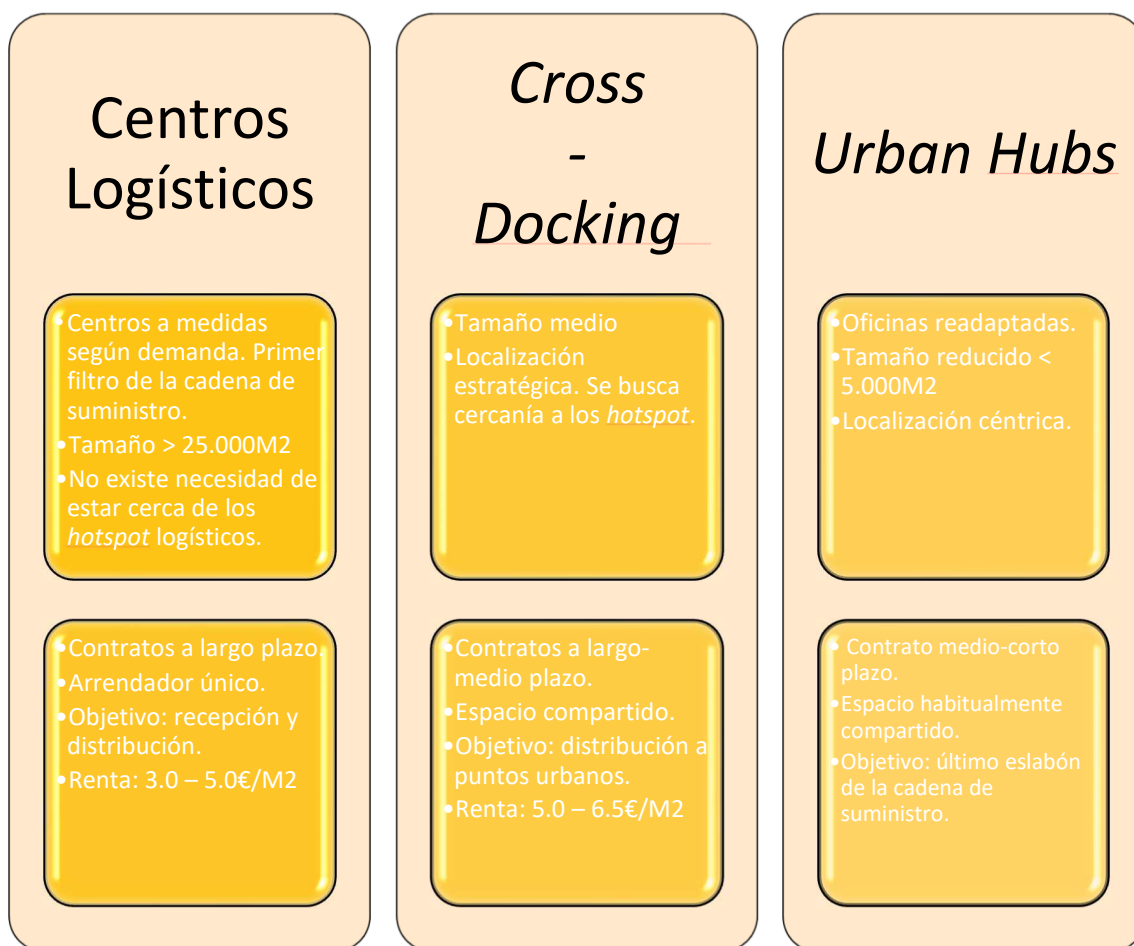 Centros
Logísticos
• Centros a medidas
según demanda. Primer
filtro de la cadena de
suministro.
• Tamaño > 25.000M2
• No existe necesidad de
estar cerca de los
hotspot logísticos.
• Contratos a largo plazo.
• Arrendador único.
• Objetivo: recepción y
distribución.
• Renta: 3.0 – 5.0€/M2
Cross
-
Docking
• Tamaño medio
• Localización
estratégica. Se busca
cercanía a los hotspot.
• Contratos a largo-
medio plazo.
• Espacio compartido.
• Objetivo: distribución a
puntos urbanos.
• Renta: 5.0 – 6.5€/M2
Urban Hubs
• Oficinas readaptadas.
• Tamaño reducido <
5.000M2
• Localización céntrica.
• Contrato medio-corto
plazo.
• Espacio habitualmente
compartido.
• Objetivo: último eslabón
de la cadena de
suministro.